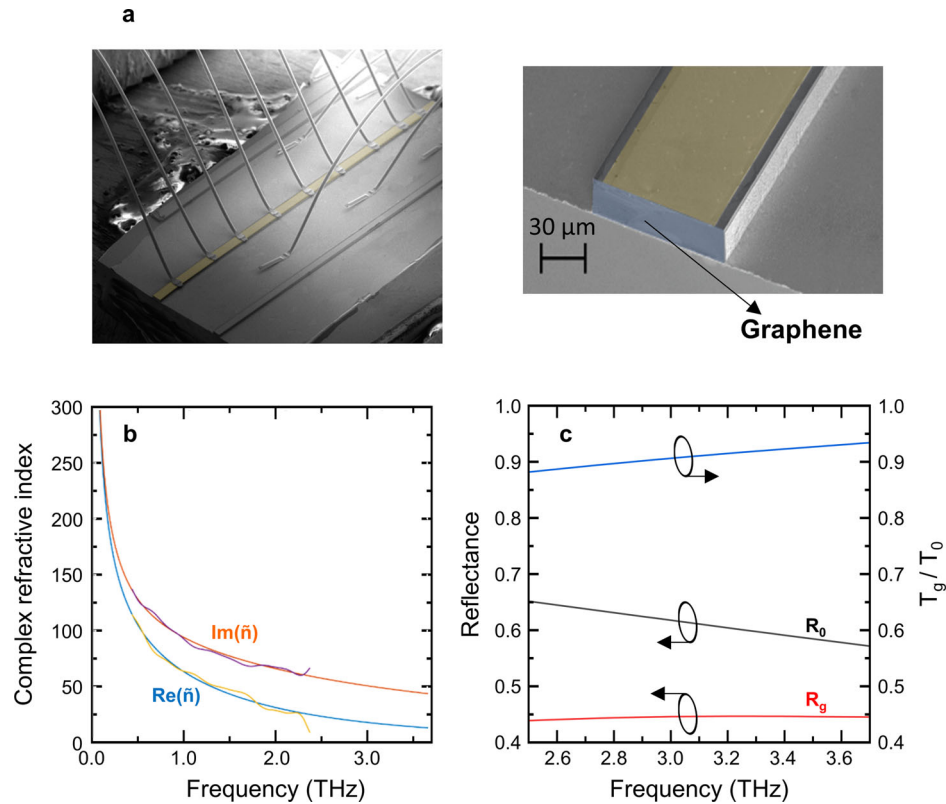 a
30 µm
Graphene
300
250
200
150
100
50
0
0.0
1.0
2.0
3.0
Complex refractive index
Frequency (THz)
b
Im(ñ)
Re(ñ)
1.0
0.9
0.8
0.7
0.6
0.5
0.4
2.6
2.8
3.0
3.2
3.4
3.6
1.0
0.9
0.8
0.7
0.6
0.5
0.4
Reflectance
Frequency (THz)
Tg / T0
c
R0
Rg